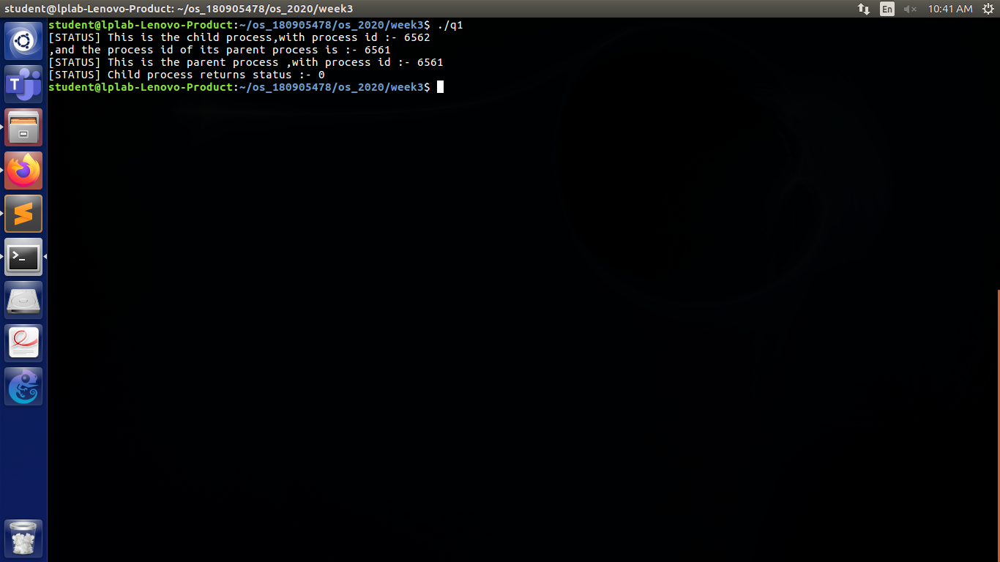 student@lplab-Lenovo-Product: ~/os_180905478/os_2020/week3
En
10:41 AM
student@lplab-Lenovo-Product:~/os_180905478/os_2020/week3$ ./q1
[STATUS] This is the child process,with process id :- 6562
,and the process id of its parent process is :- 6561
[STATUS] This is the parent process ,with process id :- 6561
[STATUS] Child process returns status :- 0
student@lplab-Lenovo-Product:~/os_180905478/os_2020/week3$
T
>_